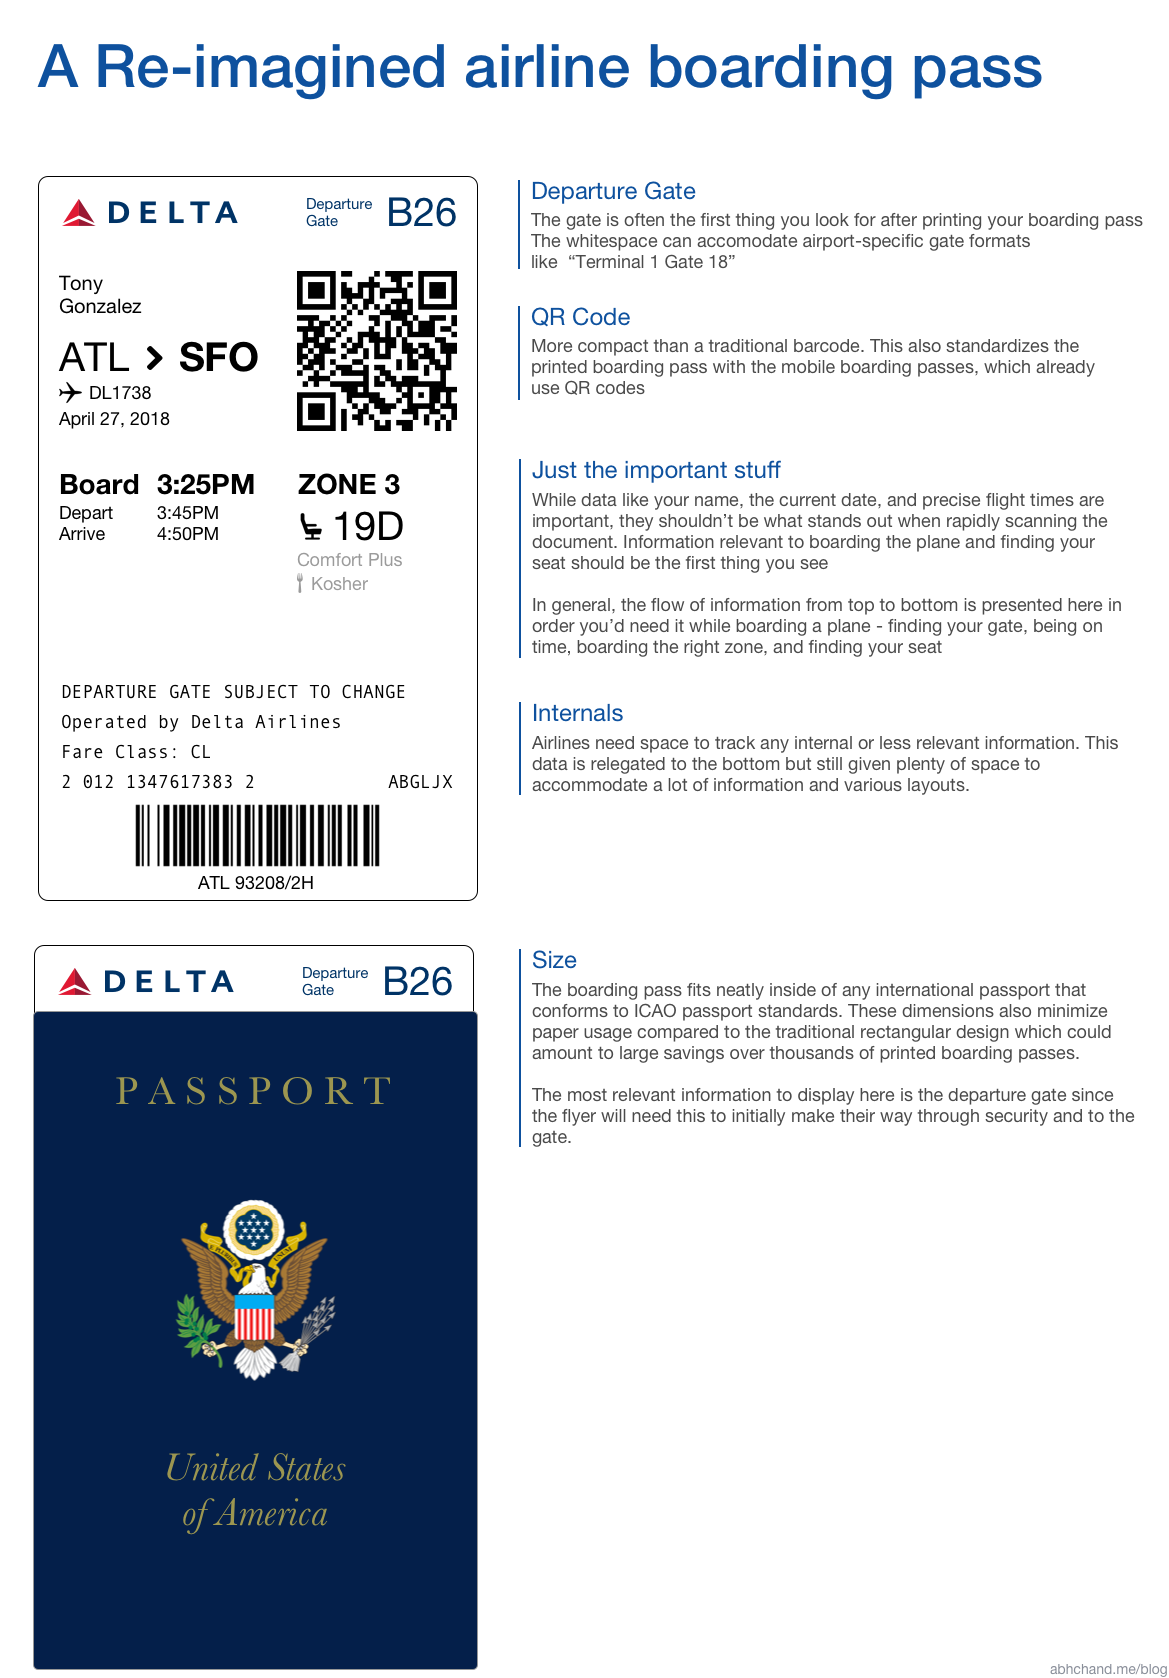 A Re-imagined airline boarding pass
DELTA
Departure
Gate
B26
Tony
Gonzalez
ATL > SFO
DL1738
April 27, 2018
Board 3:25PM
Depart 3:45PM
Arrive 4:50PM
ZONE 3
19D
Comfort Plus
Kosher
DEPARTURE GATE SUBJECT TO CHANGE
Operated by Delta Airlines
Fare Class: CL
2 012 1347617383 2 ABGLJX
ATL 93208/2H
Departure Gate
The gate is often the first thing you look for after printing your boarding pass
The whitespace can accomodate airport-specific gate formats
like “Terminal 1 Gate 18”
QR Code
More compact than a traditional barcode. This also standardizes the
printed boarding pass with the mobile boarding passes, which already
use QR codes
Just the important stuff
While data like your name, the current date, and precise flight times are
important, they shouldn’t be what stands out when rapidly scanning the
document. Information relevant to boarding the plane and finding your
seat should be the first thing you see
In general, the flow of information from top to bottom is presented here in
order you’d need it while boarding a plane - finding your gate, being on
time, boarding the right zone, and finding your seat
Internals
Airlines need space to track any internal or less relevant information. This
data is relegated to the bottom but still given plenty of space to
accommodate a lot of information and various layouts.
DELTA
Departure
Gate
B26
PASSPORT
E PLURIBUS UNUM
United States
of America
Size
The boarding pass fits neatly inside of any international passport that
conforms to ICAO passport standards. These dimensions also minimize
paper usage compared to the traditional rectangular design which could
amount to large savings over thousands of printed boarding passes.
The most relevant information to display here is the departure gate since
the flyer will need this to initially make their way through security and to the
gate.
abhchand.me/blog